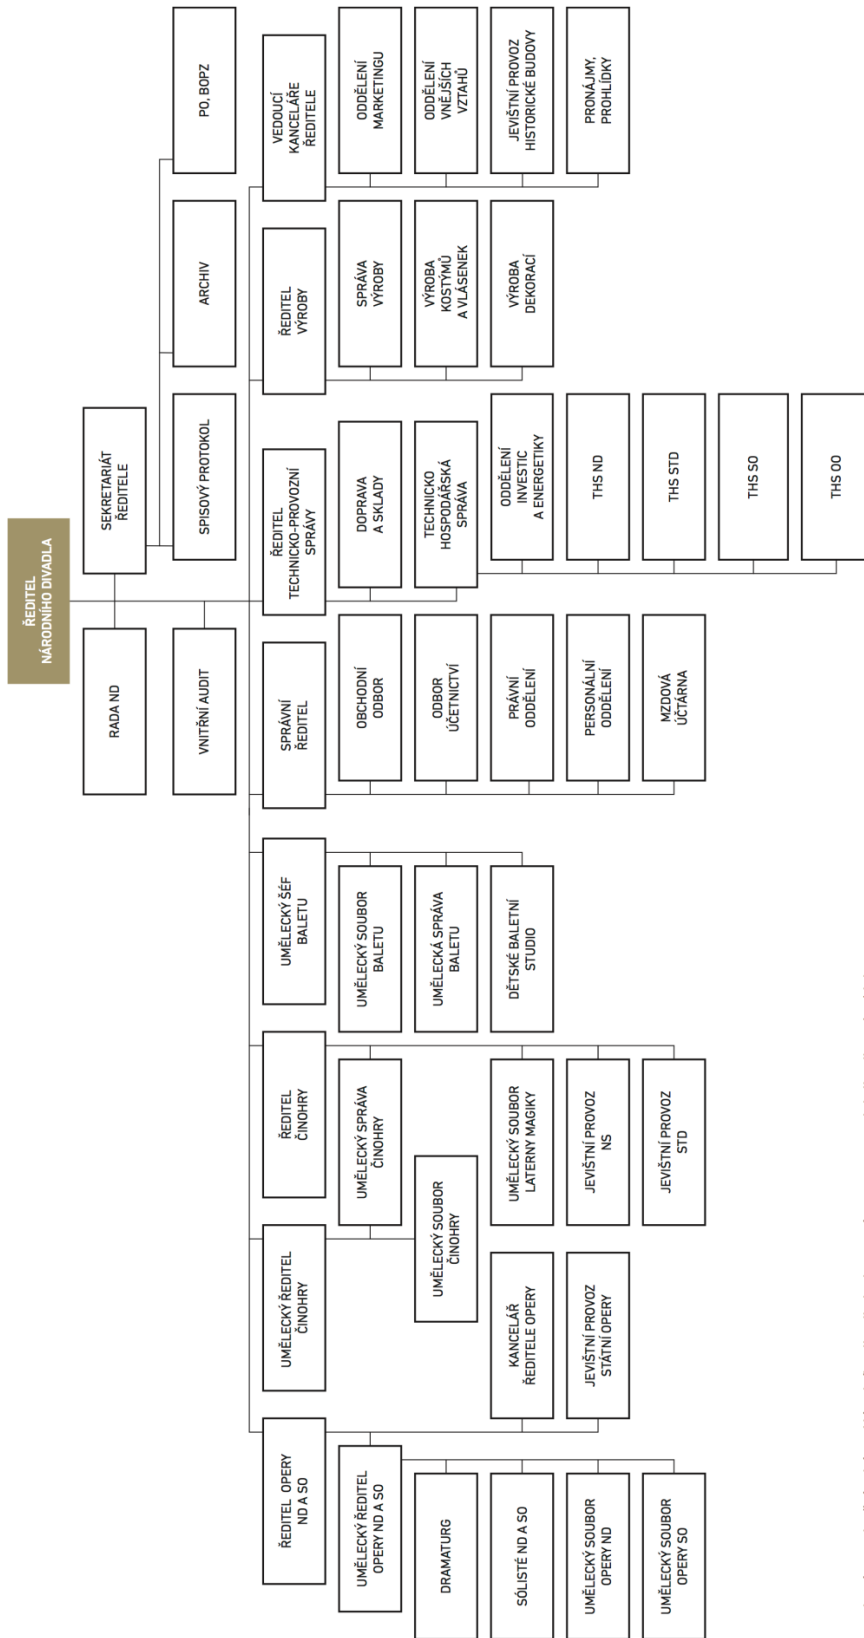 ŘEDITEL
NÁRODNÍHO DIVADLA
RADA ND
SEKRETARIÁT
ŘEDITELE
VNITŘNÍ AUDIT
SPISOVÝ PROTOKOL
ARCHIV
PO, BOPZ
ŘEDITEL OPERY
ND A SO
UMĚLECKÝ ŘEDITEL
ČINOHRY
ŘEDITEL
ČINOHRY
UMĚLECKÝ ŠÉF
BALETU
SPRÁVNÍ
ŘEDITEL
ŘEDITEL
TECHNICKO-PROVOZNÍ
SPRÁVY
ŘEDITEL
VÝROBY
VEDOUCÍ
KANCELÁŘE
ŘEDITELE
UMĚLECKÝ ŘEDITEL
OPERY ND A SO
DRAMATURG
SÓLISTÉ ND A SO
UMĚLECKÝ SOUBOR
OPERY ND
UMĚLECKÝ SOUBOR
OPERY SO
KANCELÁŘ
ŘEDITELE OPERY
JEVIŠTNÍ PROVOZ
STÁTNÍ OPERY
UMĚLECKÝ SPRÁVA
ČINOHRY
UMĚLECKÝ SOUBOR
ČINOHRY
UMĚLECKÝ SOUBOR
LATERNY MAGIKY
JEVIŠTNÍ PROVOZ
NS
JEVIŠTNÍ PROVOZ
STD
UMĚLECKÝ SOUBOR
BALETU
UMĚLECKÁ SPRÁVA
BALETU
DĚTSKÉ BALETNÍ
STUDIO
OBCHODNÍ
ODBOR
ODBOR
ÚČETNICTVÍ
PRÁVNÍ
ODDĚLENÍ
PERSONÁLNÍ
ODDĚLENÍ
MZDOVÁ
ÚČTÁRNA
DOPRAVA
A SKLADY
TECHNICKO
HOSPODÁŘSKÁ
SPRÁVA
ODDĚLENÍ
INVESTIC
A ENERGETIKY
THS ND
THS STD
THS SO
THS OO
SPRÁVA
VÝROBY
VÝROBA
KOSTÝMŮ
A VLÁSENEK
VÝROBA
DEKORACÍ
ODDĚLENÍ
MARKETINGU
ODDĚLENÍ
VNĚJŠÍCH
VZTAHŮ
JEVIŠTNÍ PROVOZ
HISTORICKÉ BUDOVY
PRONÁJMY,
PROHLÍDKY